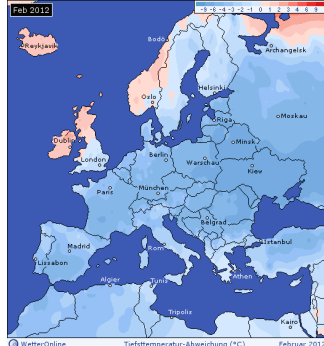 Feb 2012
-9 -6 -4 -3 -2 -1 0 1 2 3 4 6 9
Reykjavik
Bodö
Archangelsk
Oslo
Helsinki
Riga
Moskau
Dublin
Minsk
London
Berlin
Warschau
Kiew
Paris
München
Belgrad
Madrid
Rom
Istanbul
Lissabon
Athen
Algier
Tunis
Tripolis
Kairo
WetterOnline Tiefsttemperatur-Abweichung (°C) Februar 2012